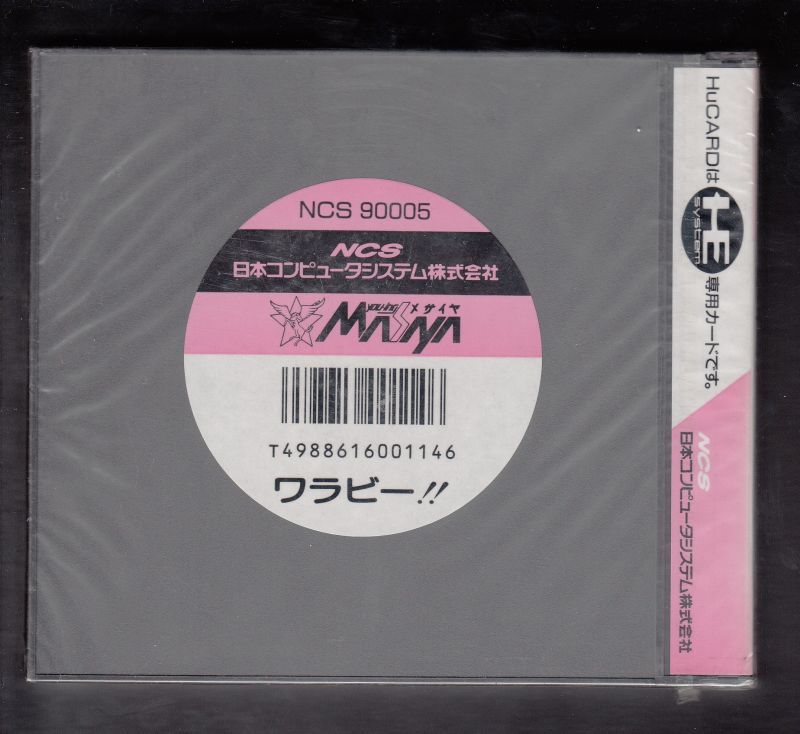 NCS 90005
NCS
日本コンピュータシステム株式会社
メサイヤ
MASAYA
T4988616001146
ワラビー!!
HuCARDは HE system 専用カードです。
NCS
日本コンピュータシステム株式会社